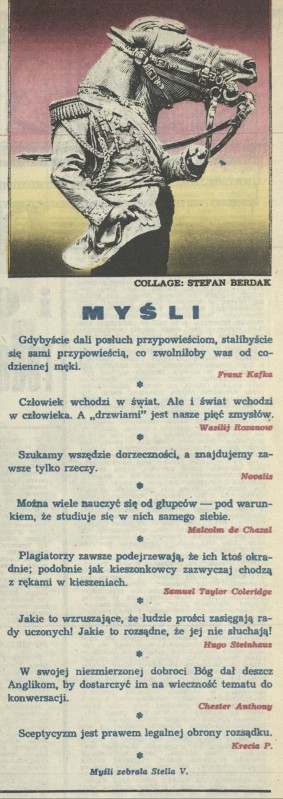 COLLAGE: STEFAN BERDAK
MYŚLI
Gdybyście dali posłuch przypowieściom, stalibyście
się sami przypowieścią, co zwolniłoby was od co-
dziennej męki.
Franz Kafka
*
Człowiek wchodzi w świat. Ale i świat wchodzi
w człowieka. A „drzwiami” jest nasze pięć zmysłów.
Wasilij Rozanow
*
Szukamy wszędzie dorzeczności, a znajdujemy za-
wsze tylko rzeczy.
Novalis
*
Można wiele nauczyć się od głupców — pod warun-
kiem, że studiuje się w nich samego siebie.
Malcolm de Chazal
*
Plagiatorzy zawsze podejrzewają, że ich ktoś okra-
dnie; podobnie jak kieszonkowcy zazwyczaj chodzą
z rękami w kieszeniach.
Samuel Taylor Coleridge
*
Jakie to wzruszające, że ludzie prości zasięgają ra-
dy uczonych! Jakie to rozsądne, że jej nie słuchają!
Hugo Steinhaus
*
W swojej niezmierzonej dobroci Bóg dał deszcz
Anglikom, by dostarczyć im na wieczność tematu do
konwersacji.
Chester Anthony
*
Sceptycyzm jest prawem legalnej obrony rozsądku.
Krecia P.
*
Myśli zebrała Stella V.